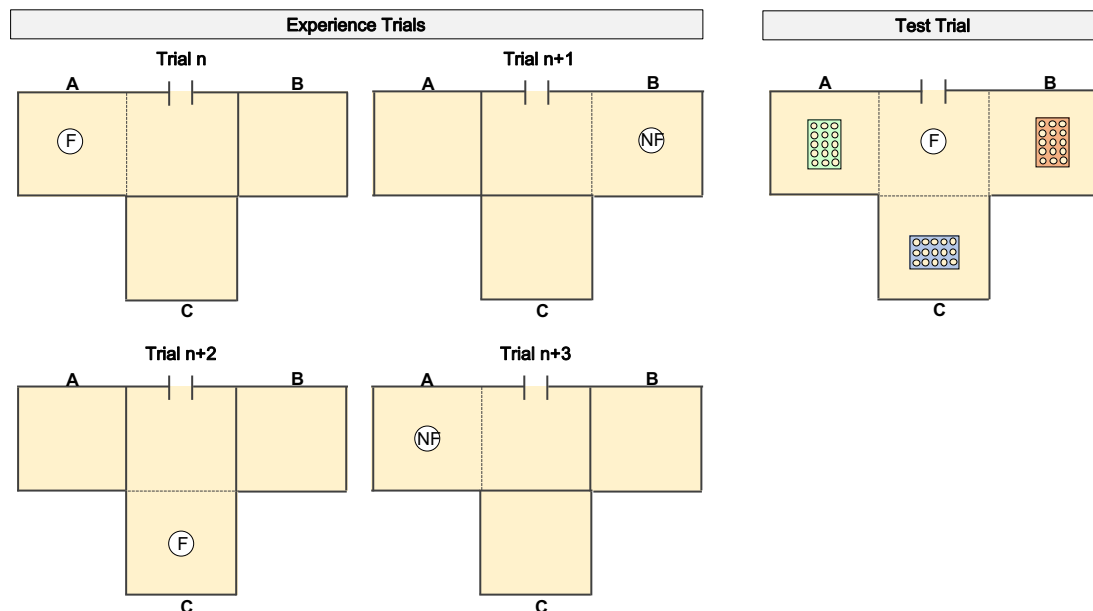 Experience Trials
Test Trial
Trial n
A
B
F
C
Trial n+1
A
B
NF
C
A
B
F
C
Trial n+2
A
B
F
C
Trial n+3
A
B
NF
C